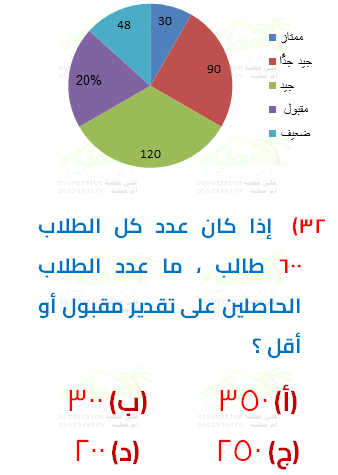 48
30
90
20%
120
ممتاز
جيد جدًا
جيد
مقبول
ضعيف
٣٢) إذا كان عدد كل الطلاب
٦٠٠ طالب ، ما عدد الطلاب
الحاصلين على تقدير مقبول أو
أقل ؟
(أ) ٣٥٠ (ب) ٣٠٠
(ج) ٢٥٠ (د) ٢٠٠